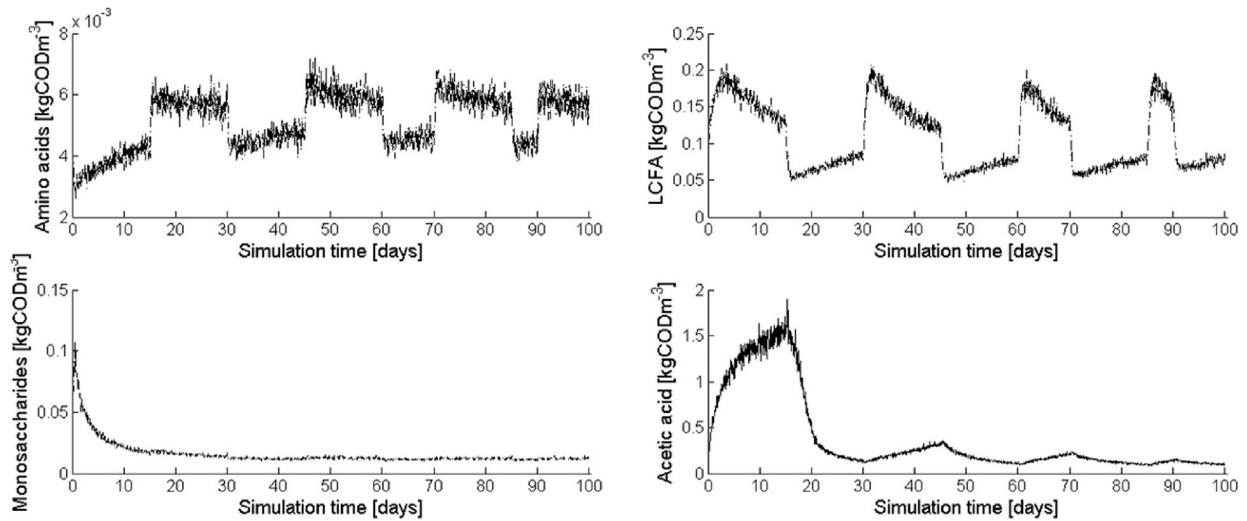 x 10⁻³
8
6
4
2
Amino acids [kgCODm⁻³]
0 10 20 30 40 50 60 70 80 90 100
Simulation time [days]
0.25
0.2
0.15
0.1
0.05
0
LCFA [kgCODm⁻³]
0 10 20 30 40 50 60 70 80 90 100
Simulation time [days]
0.15
0.1
0.05
0
Monosaccharides [kgCODm⁻³]
0 10 20 30 40 50 60 70 80 90 100
Simulation time [days]
2
1.5
1
0.5
0
Acetic acid [kgCODm⁻³]
0 10 20 30 40 50 60 70 80 90 100
Simulation time [days]